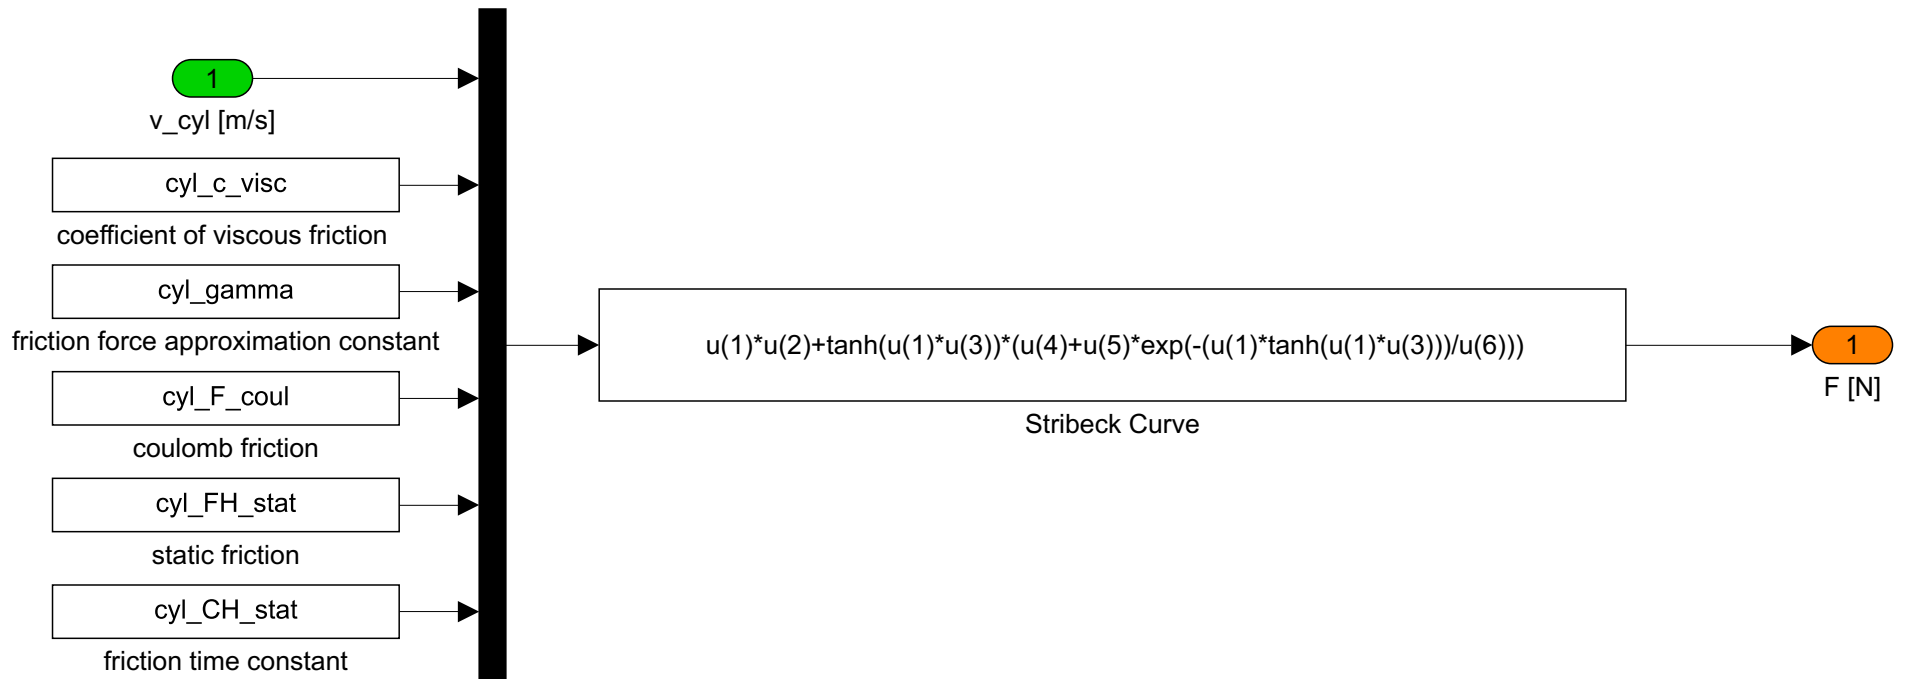 1
v_cyl [m/s]
cyl_c_visc
coefficient of viscous friction
cyl_gamma
friction force approximation constant
cyl_F_coul
coulomb friction
cyl_FH_stat
static friction
cyl_CH_stat
friction time constant
u(1)*u(2)+tanh(u(1)*u(3))*(u(4)+u(5)*exp(-(u(1)*tanh(u(1)*u(3)))/u(6)))
Stribeck Curve
1
F [N]